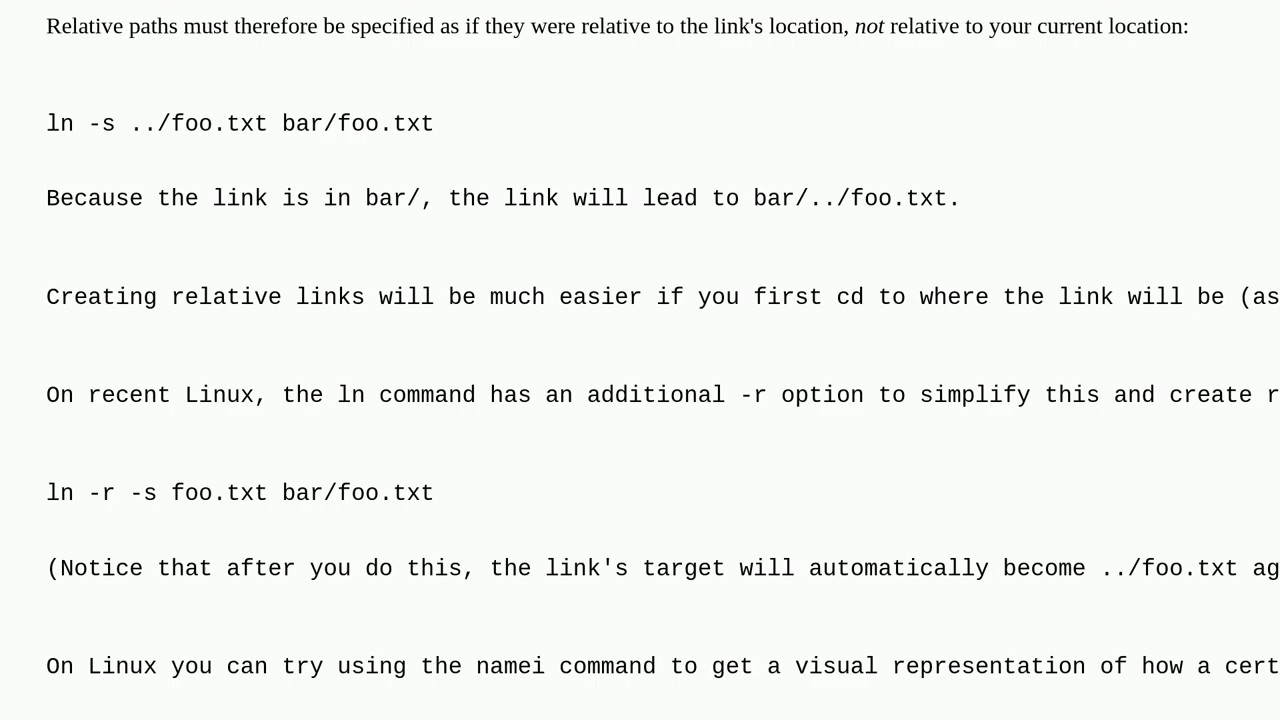 Relative paths must therefore be specified as if they were relative to the link's location, not relative to your current location:
ln -s ../foo.txt bar/foo.txt
Because the link is in bar/, the link will lead to bar/../foo.txt.
Creating relative links will be much easier if you first cd to where the link will be (as
On recent Linux, the ln command has an additional -r option to simplify this and create r
ln -r -s foo.txt bar/foo.txt
(Notice that after you do this, the link's target will automatically become ../foo.txt ag
On Linux you can try using the namei command to get a visual representation of how a cert